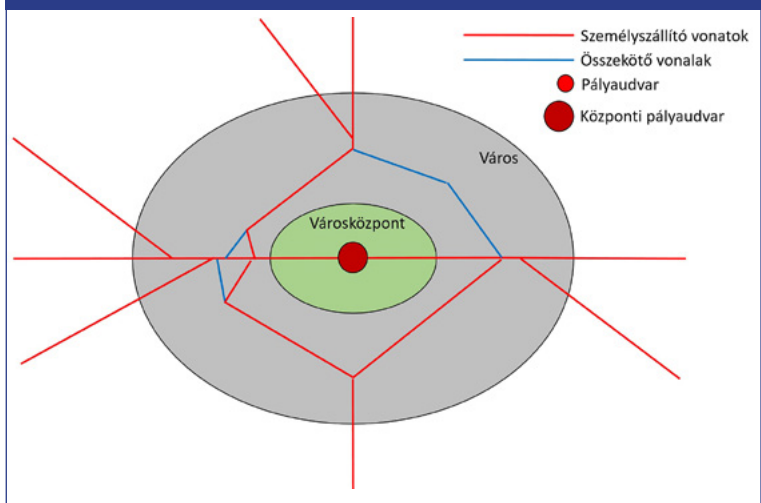 Személyszállító vonatok
Összekötő vonalak
Pályaudvar
Központi pályaudvar
Város
Városközpont